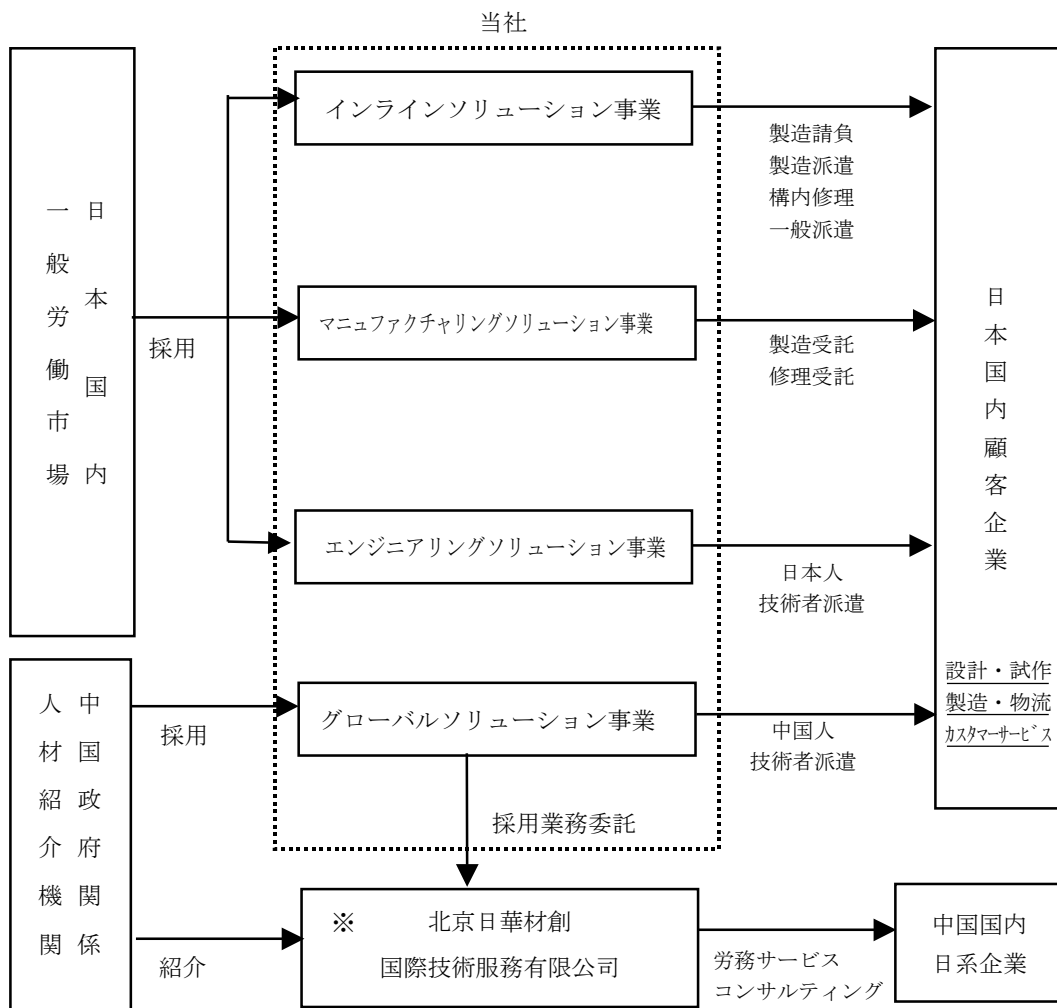 当社
日本国内
一般労働市場
採用
インラインソリューション事業
製造請負
製造派遣
構内修理
一般派遣
マニュファクチャリングソリューション事業
製造受託
修理受託
エンジニアリングソリューション事業
日本人
技術者派遣
日本国内顧客企業
設計・試作
製造・物流
カスタマーサービス
中国政府関係
人材紹介機関
採用
グローバルソリューション事業
中国人
技術者派遣
採用業務委託
紹介
※ 北京日華材創
国際技術服務有限公司
労務サービス
コンサルティング
中国国内
日系企業